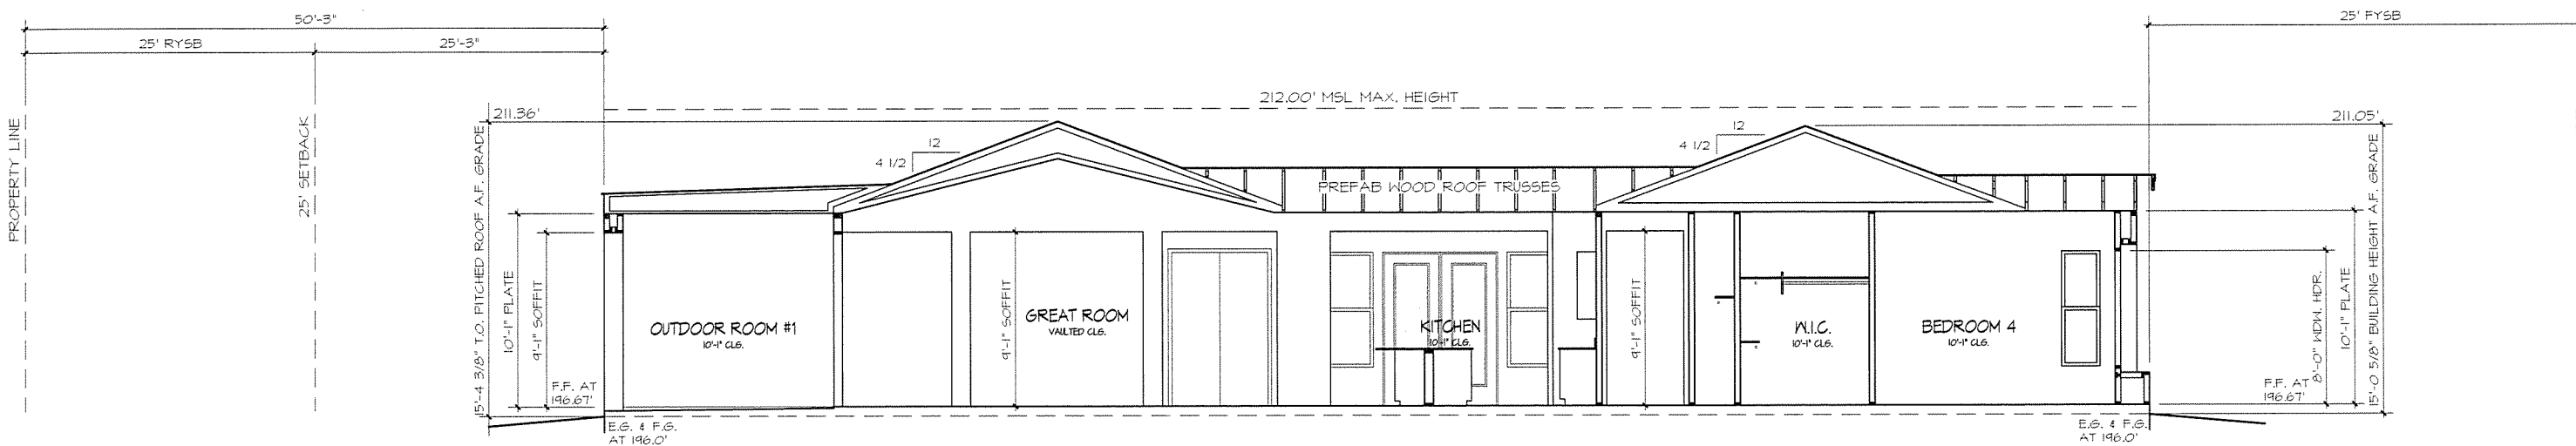 50'-3"
25' RYSB
25'-3"
25' FYSB
PROPERTY LINE
25' SETBACK
212.00' MSL MAX. HEIGHT
211.36'
211.05'
15'-4 3/8" T.O. PITCHED ROOF A.F. GRADE
12
4 1/2
12
4 1/2
PREFAB WOOD ROOF TRUSSES
10'-1" PLATE
9'-1" SOFFIT
OUTDOOR ROOM #1
10'-1" CLG.
9'-1" SOFFIT
GREAT ROOM
VAULTED CLG.
KITCHEN
10'-1" CLG.
9'-1" SOFFIT
W.I.C.
10'-1" CLG.
BEDROOM 4
10'-1" CLG.
8'-0" WDW. HDR.
10'-1" PLATE
15'-0 5/8" BUILDING HEIGHT A.F. GRADE
F.F. AT
196.67'
F.F. AT
196.67'
E.G. & F.G.
AT 196.0'
E.G. & F.G.
AT 196.0'